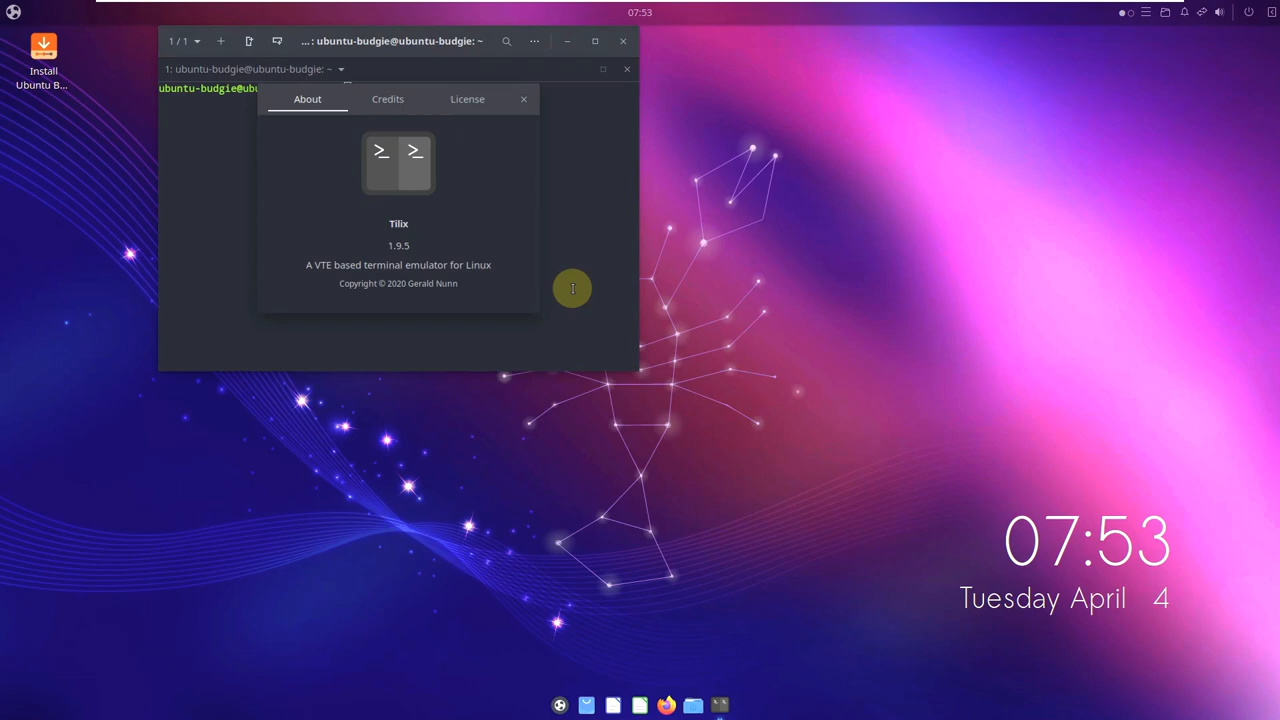 07:53
Install
Ubuntu B...
1 / 1
...: ubuntu-budgie@ubuntu-budgie: ~
1: ubuntu-budgie@ubuntu-budgie: ~
ubuntu-budgie@ubu
About
Credits
License
>_ >_
Tilix
1.9.5
A VTE based terminal emulator for Linux
Copyright © 2020 Gerald Nunn
07:53
Tuesday April 4